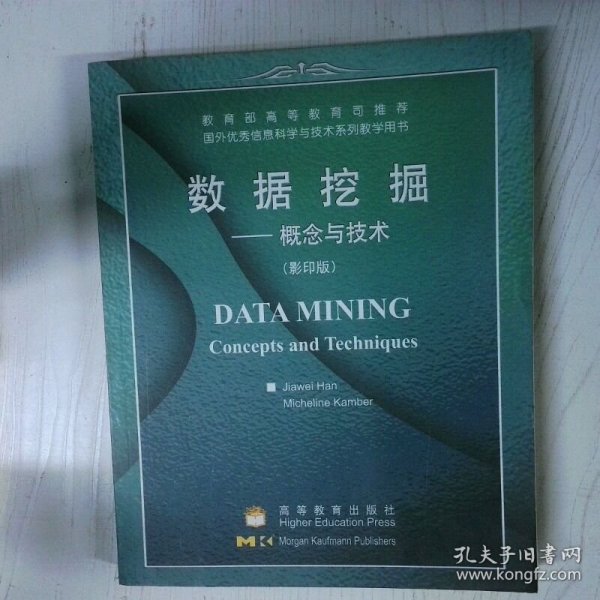 教育部高等教育司推荐
国外优秀信息科学与技术系列教学用书
数据挖掘
——概念与技术
（影印版）
DATA MINING
Concepts and Techniques
Jiawei Han
Micheline Kamber
高等教育出版社
Higher Education Press
MK Morgan Kaufmann Publishers
孔夫子旧书网
www.kongfz.com